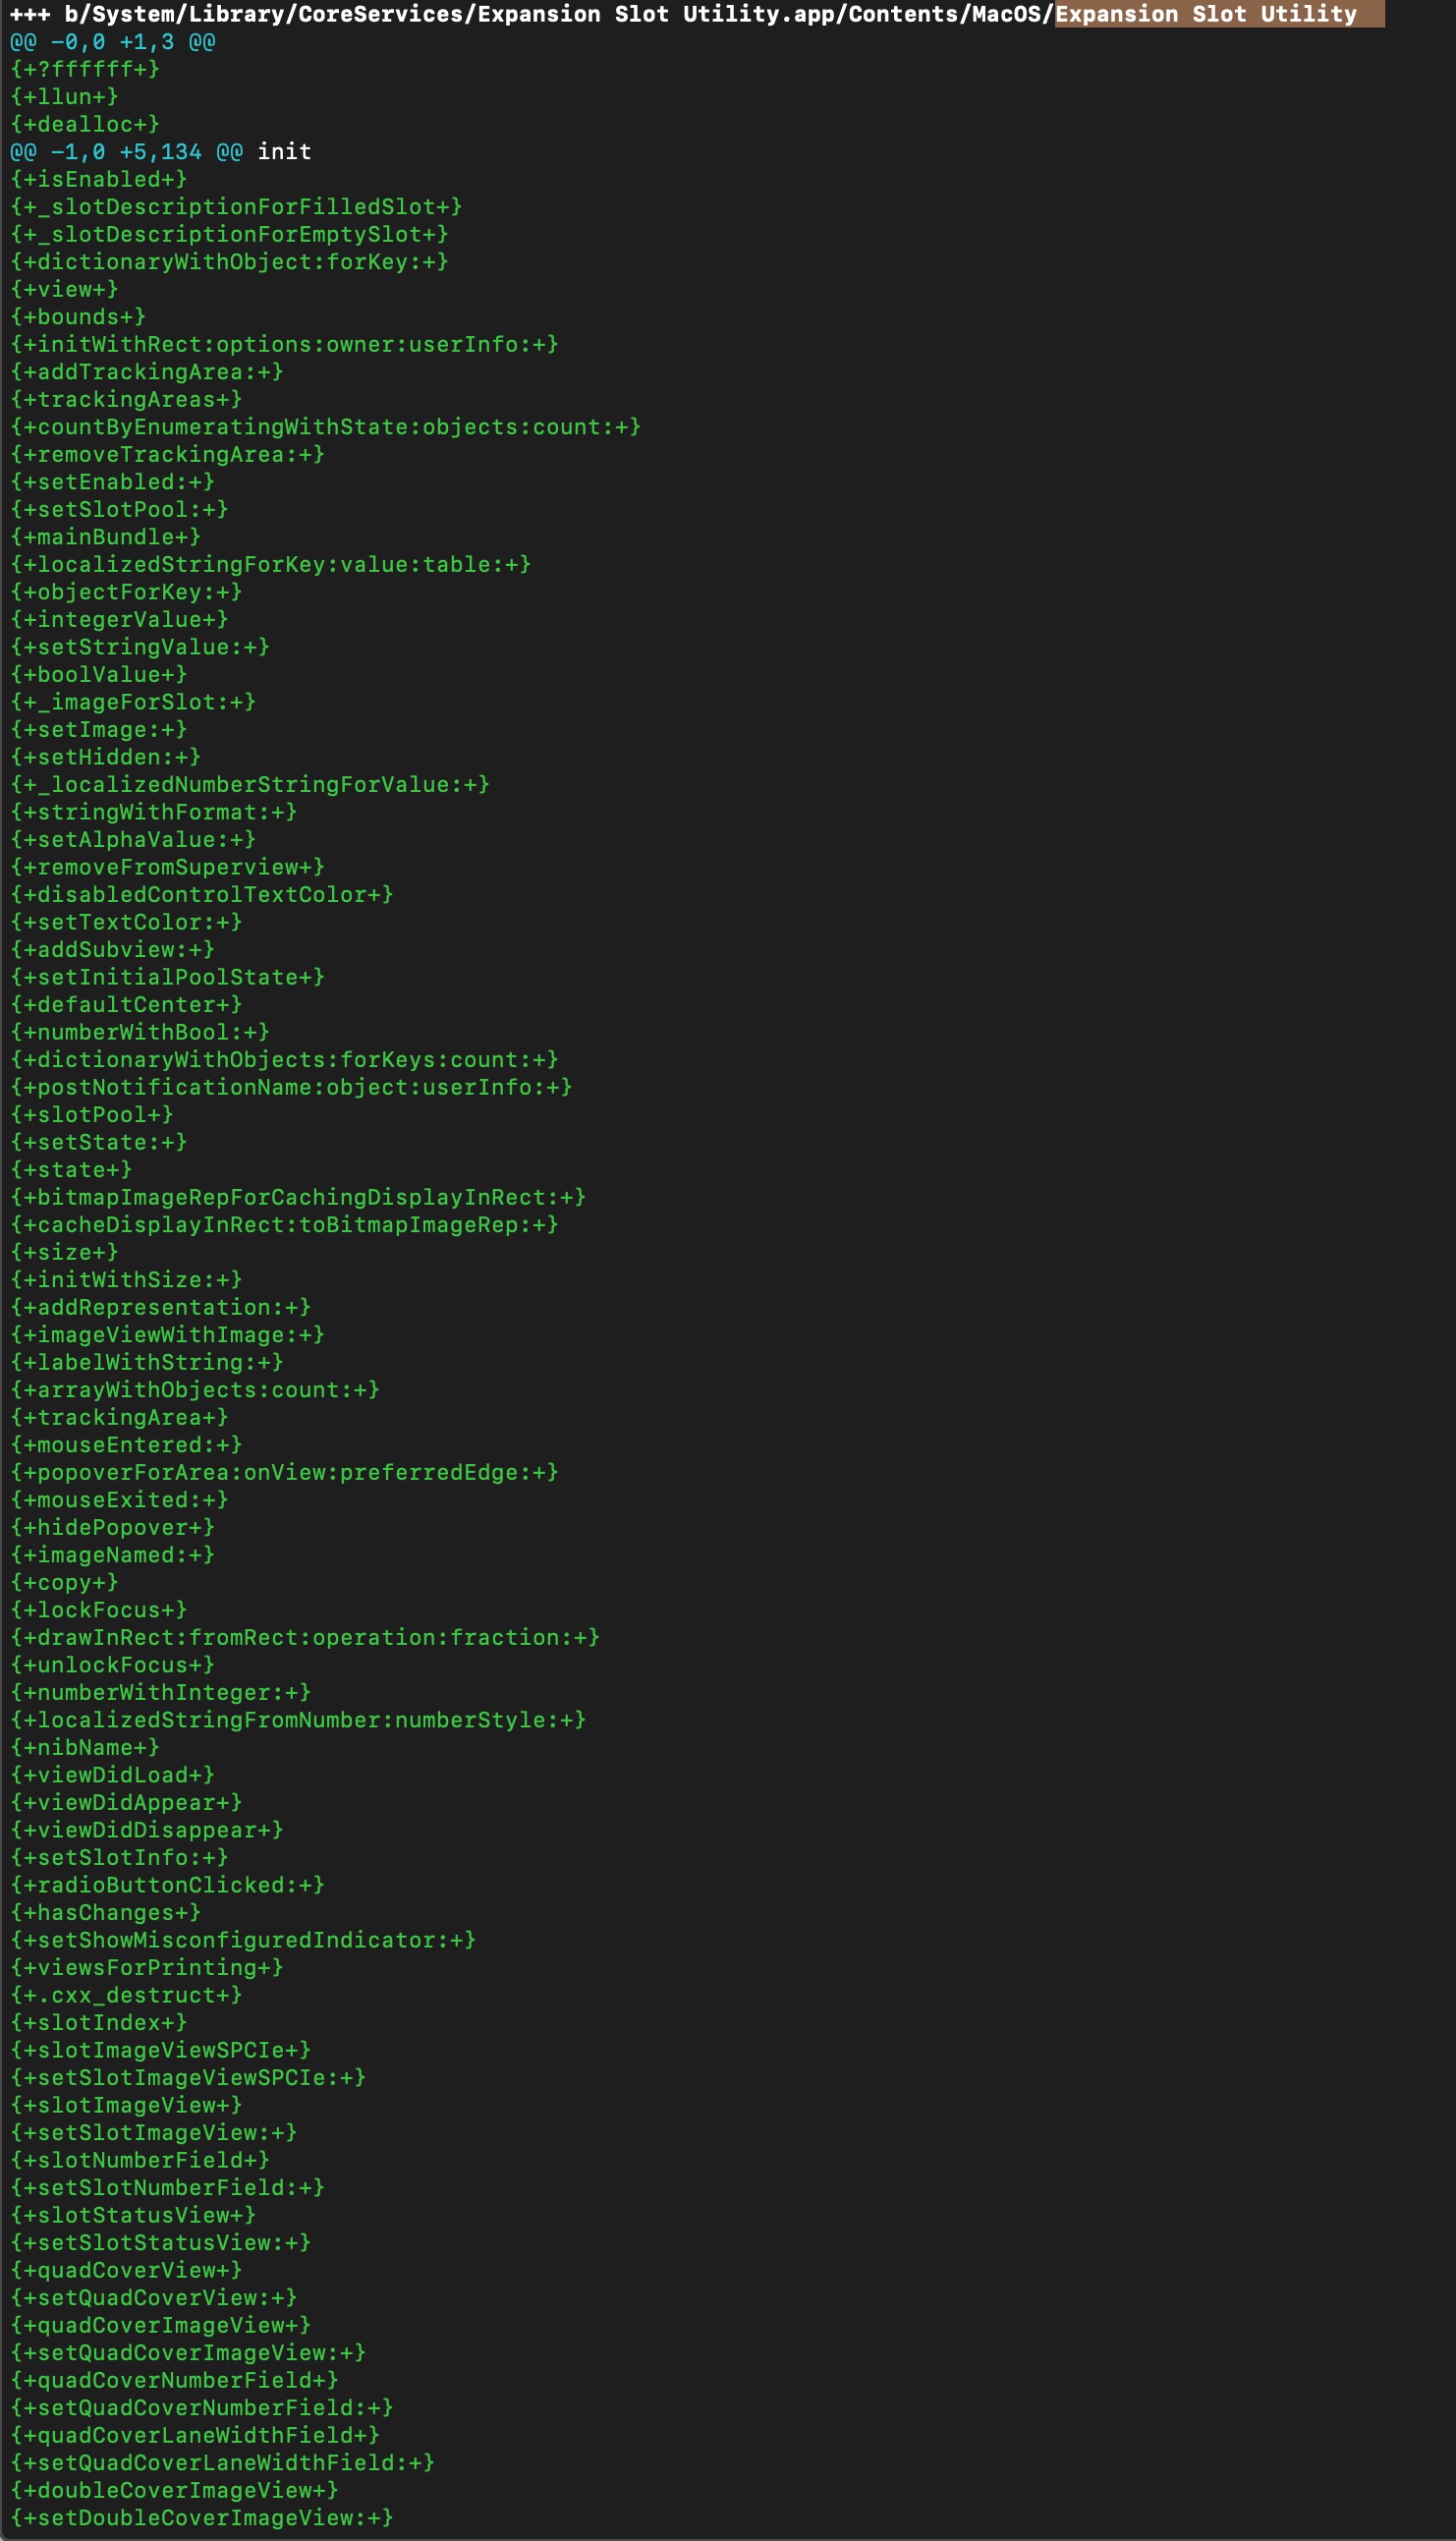 +++ b/System/Library/CoreServices/Expansion Slot Utility.app/Contents/MacOS/Expansion Slot Utility
@@ -0,0 +1,3 @@
{+?ffffff+}
{+llun+}
{+dealloc+}
@@ -1,0 +5,134 @@ init
{+isEnabled+}
{+_slotDescriptionForFilledSlot+}
{+_slotDescriptionForEmptySlot+}
{+dictionaryWithObject:forKey:+}
{+view+}
{+bounds+}
{+initWithRect:options:owner:userInfo:+}
{+addTrackingArea:+}
{+trackingAreas+}
{+countByEnumeratingWithState:objects:count:+}
{+removeTrackingArea:+}
{+setEnabled:+}
{+setSlotPool:+}
{+mainBundle+}
{+localizedStringForKey:value:table:+}
{+objectForKey:+}
{+integerValue+}
{+setStringValue:+}
{+boolValue+}
{+_imageForSlot:+}
{+setImage:+}
{+setHidden:+}
{+_localizedNumberStringForValue:+}
{+stringWithFormat:+}
{+setAlphaValue:+}
{+removeFromSuperview+}
{+disabledControlTextColor+}
{+setTextColor:+}
{+addSubview:+}
{+setInitialPoolState+}
{+defaultCenter+}
{+numberWithBool:+}
{+dictionaryWithObjects:forKeys:count:+}
{+postNotificationName:object:userInfo:+}
{+slotPool+}
{+setState:+}
{+state+}
{+bitmapImageRepForCachingDisplayInRect:+}
{+cacheDisplayInRect:toBitmapImageRep:+}
{+size+}
{+initWithSize:+}
{+addRepresentation:+}
{+imageViewWithImage:+}
{+labelWithString:+}
{+arrayWithObjects:count:+}
{+trackingArea+}
{+mouseEntered:+}
{+popoverForArea:onView:preferredEdge:+}
{+mouseExited:+}
{+hidePopover+}
{+imageNamed:+}
{+copy+}
{+lockFocus+}
{+drawInRect:fromRect:operation:fraction:+}
{+unlockFocus+}
{+numberWithInteger:+}
{+localizedStringFromNumber:numberStyle:+}
{+nibName+}
{+viewDidLoad+}
{+viewDidAppear+}
{+viewDidDisappear+}
{+setSlotInfo:+}
{+radioButtonClicked:+}
{+hasChanges+}
{+setShowMisconfiguredIndicator:+}
{+viewsForPrinting+}
{+.cxx_destruct+}
{+slotIndex+}
{+slotImageViewSPCIe+}
{+setSlotImageViewSPCIe:+}
{+slotImageView+}
{+setSlotImageView:+}
{+slotNumberField+}
{+setSlotNumberField:+}
{+slotStatusView+}
{+setSlotStatusView:+}
{+quadCoverView+}
{+setQuadCoverView:+}
{+quadCoverImageView+}
{+setQuadCoverImageView:+}
{+quadCoverNumberField+}
{+setQuadCoverNumberField:+}
{+quadCoverLaneWidthField+}
{+setQuadCoverLaneWidthField:+}
{+doubleCoverImageView+}
{+setDoubleCoverImageView:+}